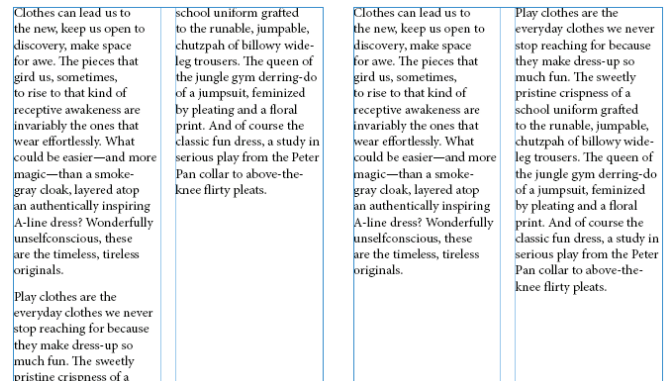 Clothes can lead us to
the new, keep us open to
discovery, make space
for awe. The pieces that
gird us, sometimes,
to rise to that kind of
receptive awakening are
invariably the ones that
wear effortlessly. What
could be easier—and more
magic—than a smoke-
gray cloak, layered atop
an authentically inspiring
A-line dress? Wonderfully
unselfconscious, these
are the timeless, tireless
originals.
Play clothes are the
everyday clothes we never
stop reaching for because
they make dress-up so
much fun. The sweetly
pristine crispness of a
school uniform grafted
to the runable, jumpable,
chutzpah of billowy wide-
leg trousers. The queen of
the jungle gym derring-do
of a jumpsuit, feminized
by pleating and a floral
print. And of course the
classic fun dress, a study in
serious play from the Peter
Pan collar to above-the-
knee flirty pleats.
Clothes can lead us to
the new, keep us open to
discovery, make space
for awe. The pieces that
gird us, sometimes,
to rise to that kind of
receptive awakening are
invariably the ones that
wear effortlessly. What
could be easier—and more
magic—than a smoke-
gray cloak, layered atop
an authentically inspiring
A-line dress? Wonderfully
unselfconscious, these
are the timeless, tireless
originals.
Play clothes are the
everyday clothes we never
stop reaching for because
they make dress-up so
much fun. The sweetly
pristine crispness of a
school uniform grafted
to the runable, jumpable,
chutzpah of billowy wide-
leg trousers. The queen of
the jungle gym derring-do
of a jumpsuit, feminized
by pleating and a floral
print. And of course the
classic fun dress, a study in
serious play from the Peter
Pan collar to above-the-
knee flirty pleats.